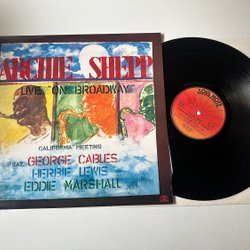 ARCHIE SHEPP
LIVE "ON BROADWAY"
CALIFORNIA MEETING
FEAT. GEORGE CABLES
HERBIE LEWIS
EDDIE MARSHALL
SOUL NOTE